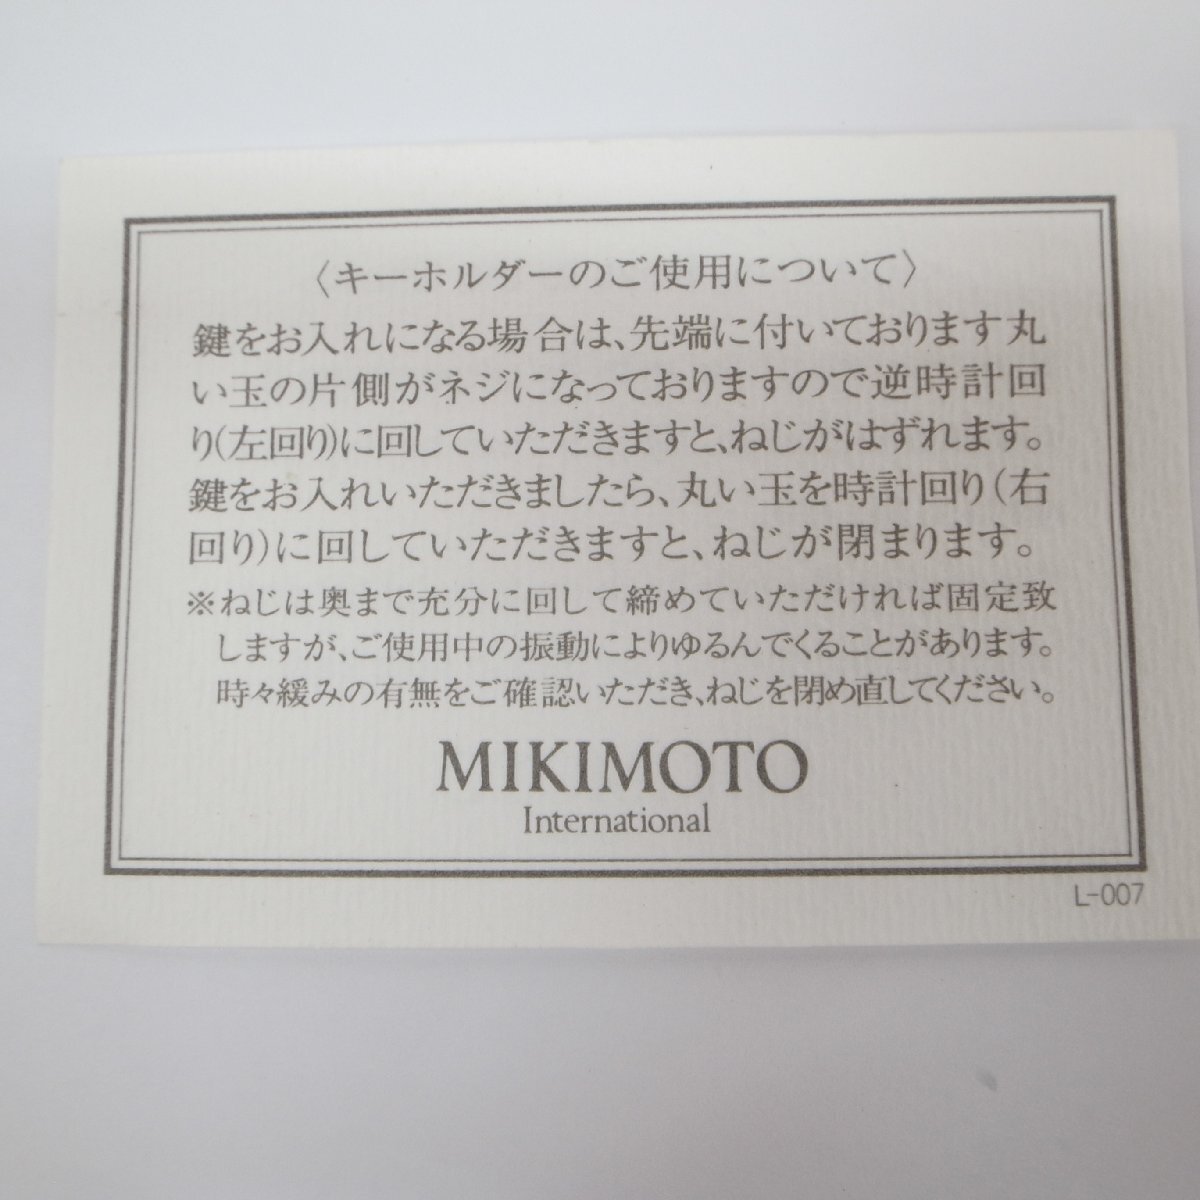 〈キーホルダーのご使用について〉
鍵をお入れになる場合は、先端に付いております丸
い玉の片側がネジになっておりますので逆時計回
り(左回り)に回していただきますと、ねじがはずれます。
鍵をお入れいただきましたら、丸い玉を時計回り(右
回り)に回していただきますと、ねじが閉まります。
※ねじは奥まで充分に回して締めていただければ固定致
しますが、ご使用中の振動によりゆるんでくることがあります。
時々緩みの有無をご確認いただき、ねじを閉め直してください。
MIKIMOTO
International
L-007